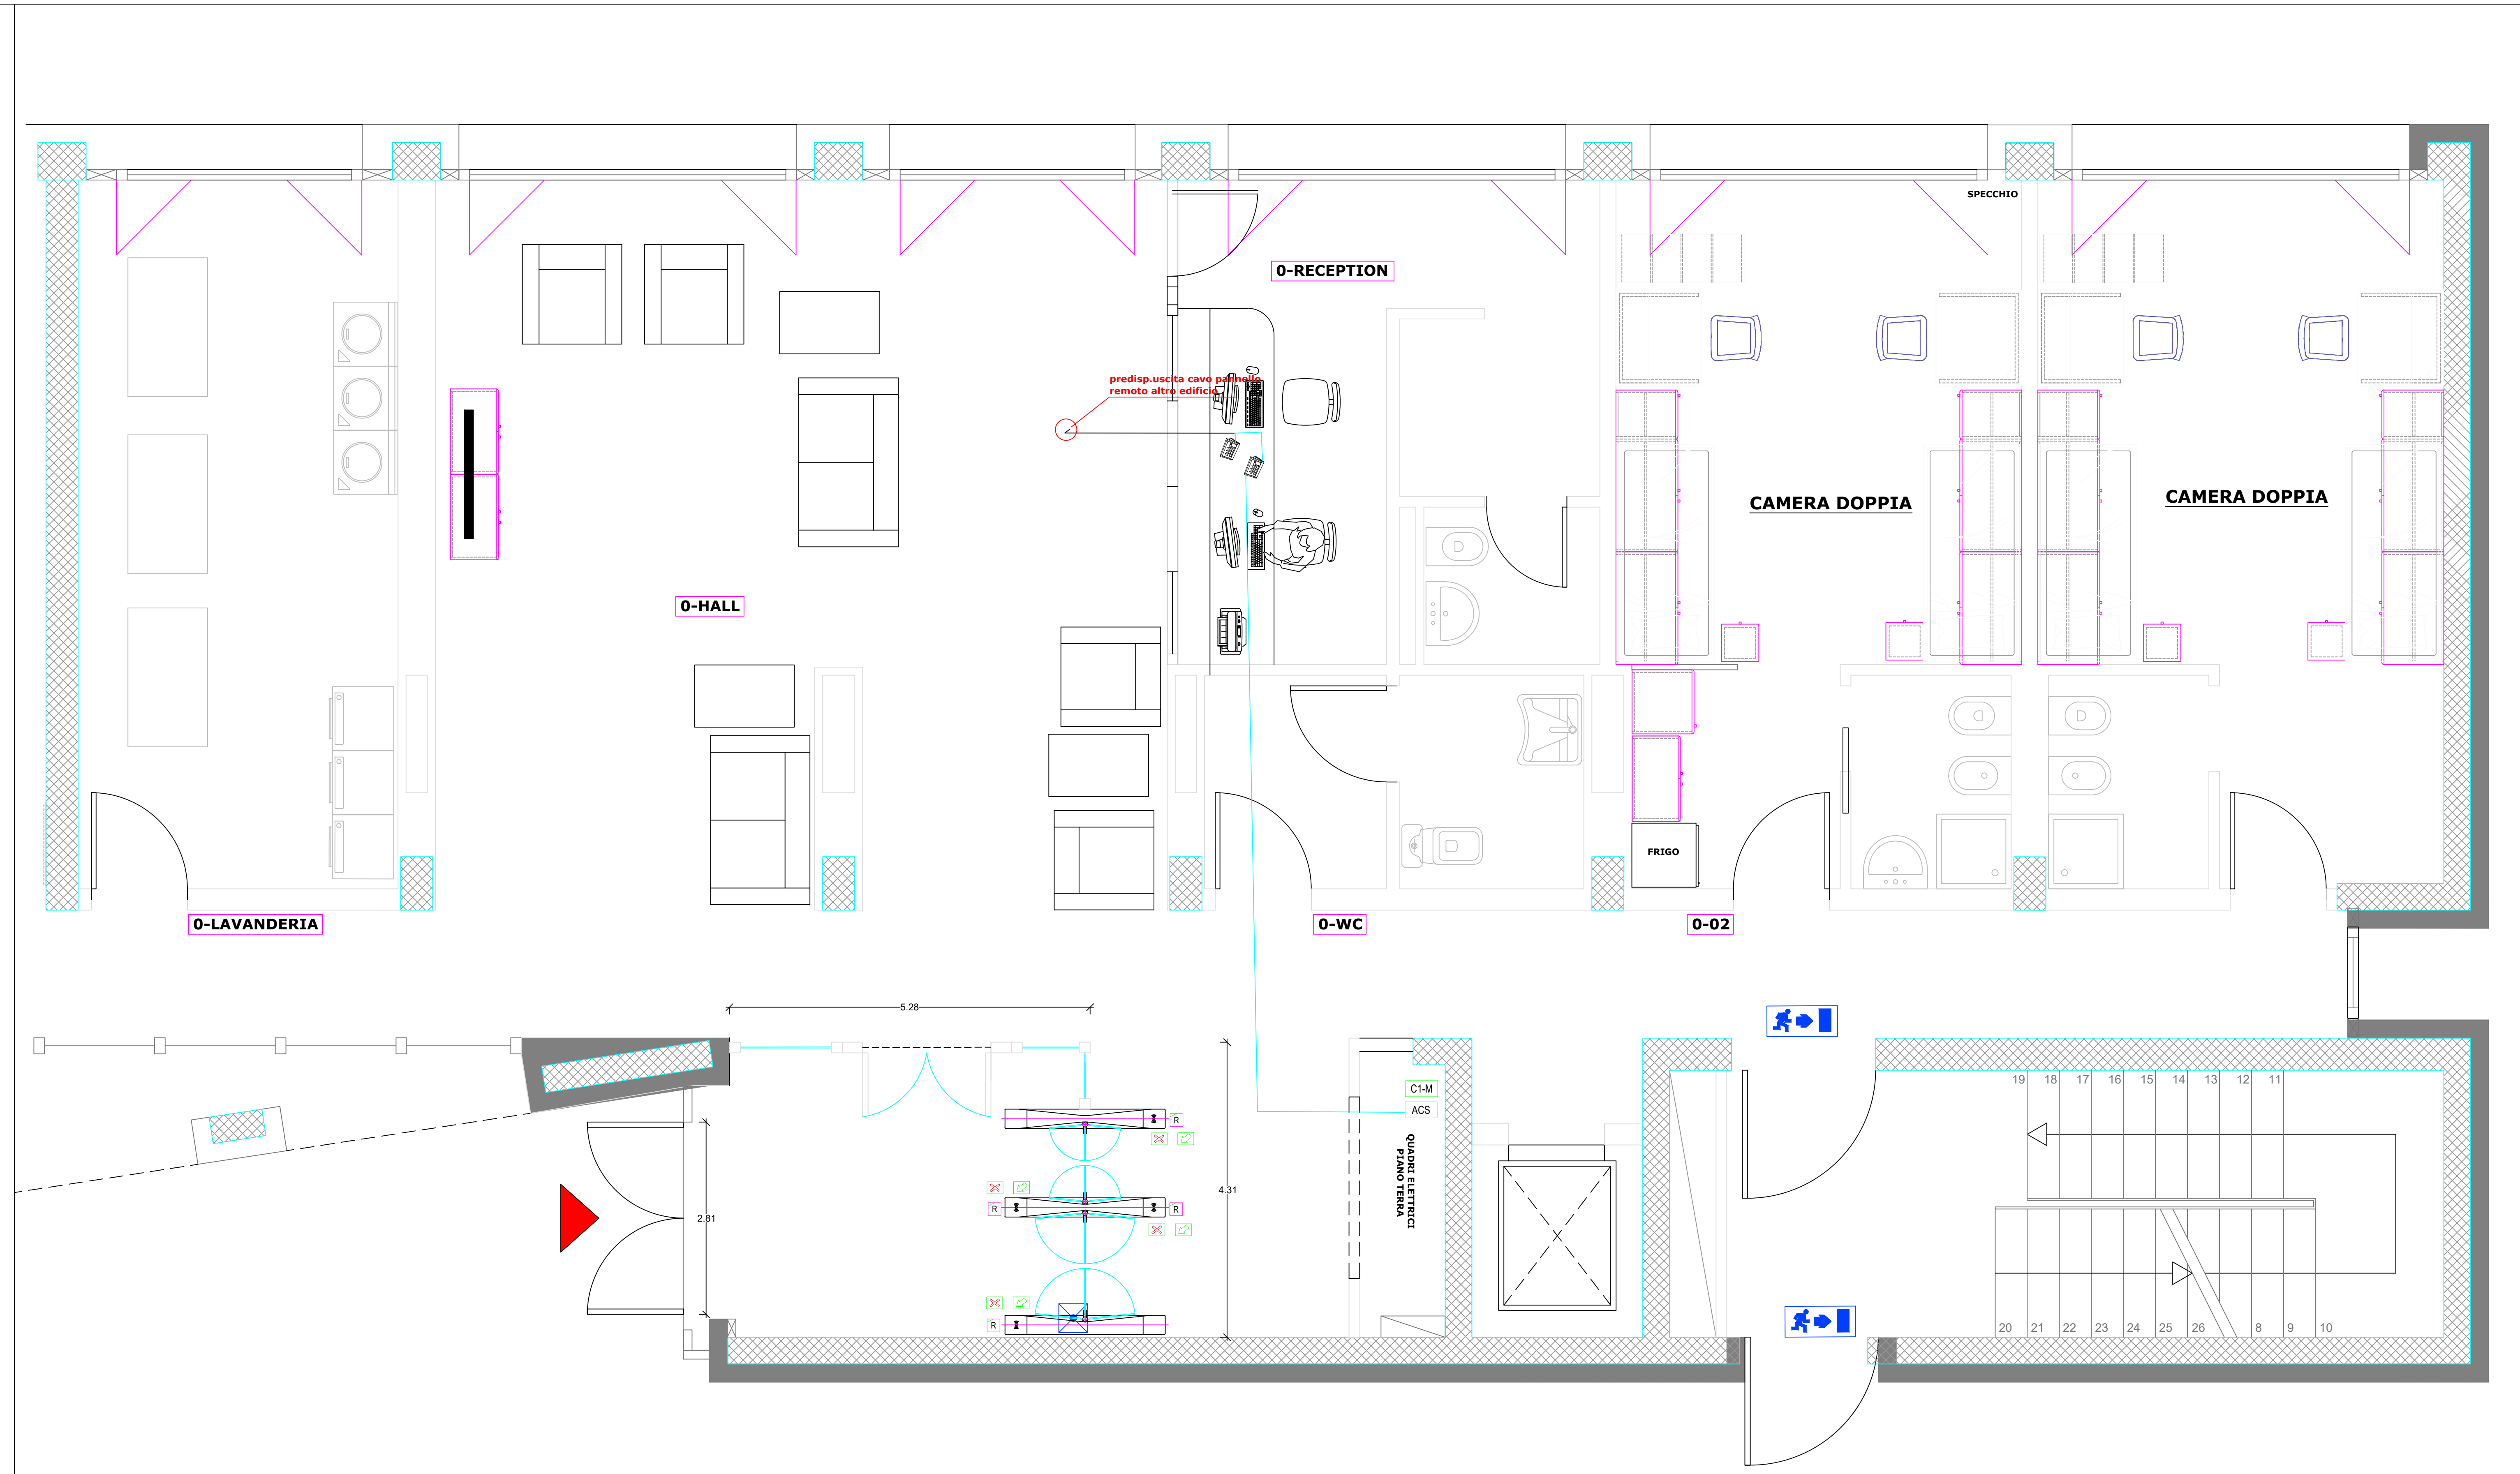 SPECCHIO
0-RECEPTION
predisp.uscita cavo pannello
remoto altro edificio
CAMERA DOPPIA
CAMERA DOPPIA
0-HALL
FRIGO
0-LAVANDERIA
0-WC
0-02
5.28
C1-M
ACS
QUADRI ELETTRICI
PIANO TERRA
4.31
2.81
R
R
R
R
19 18 17 16 15 14 13 12 11
20 21 22 23 24 25 26 8 9 10